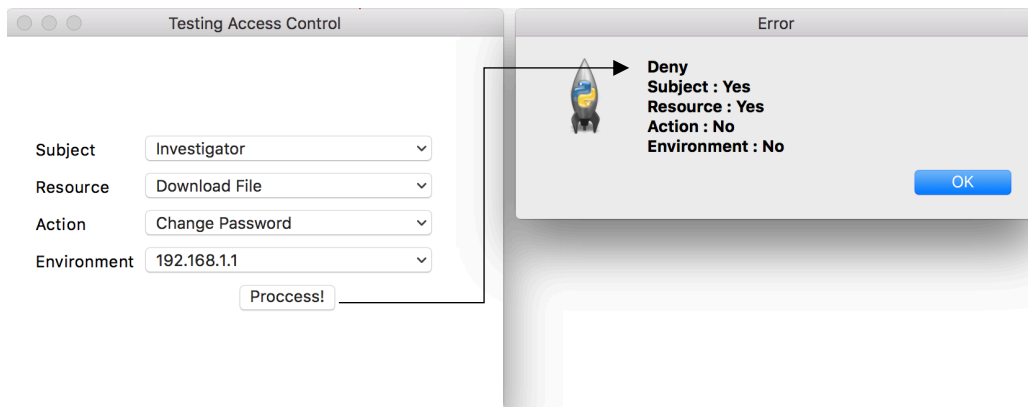 Testing Access Control
Subject Investigator
Resource Download File
Action Change Password
Environment 192.168.1.1
Proccess!
Error
Deny
Subject : Yes
Resource : Yes
Action : No
Environment : No
OK